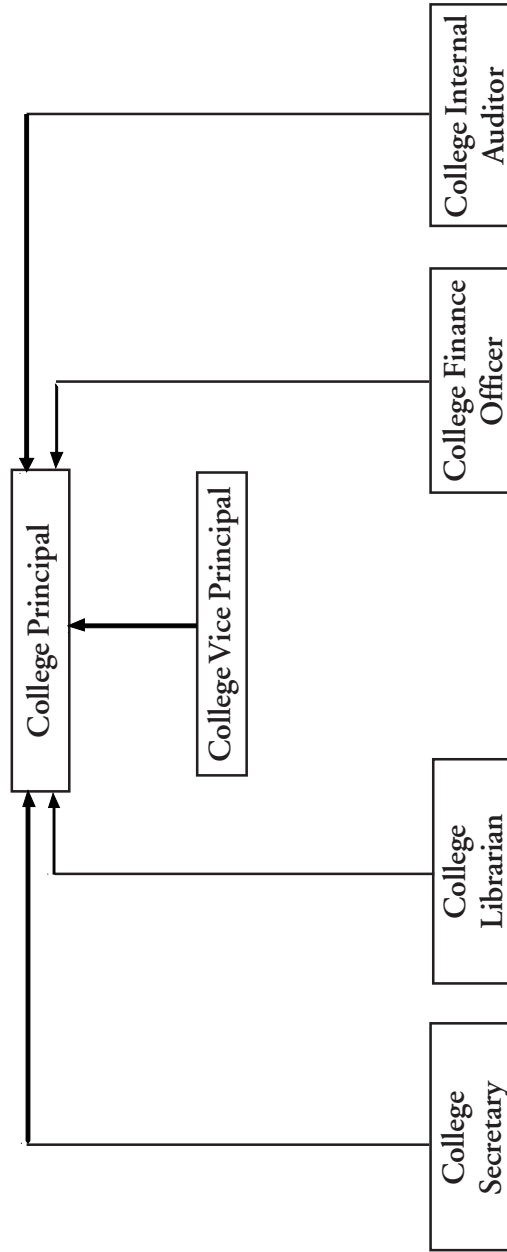 College Principal
College Vice Principal
College
Secretary
College
Librarian
College Finance
Officer
College Internal
Auditor